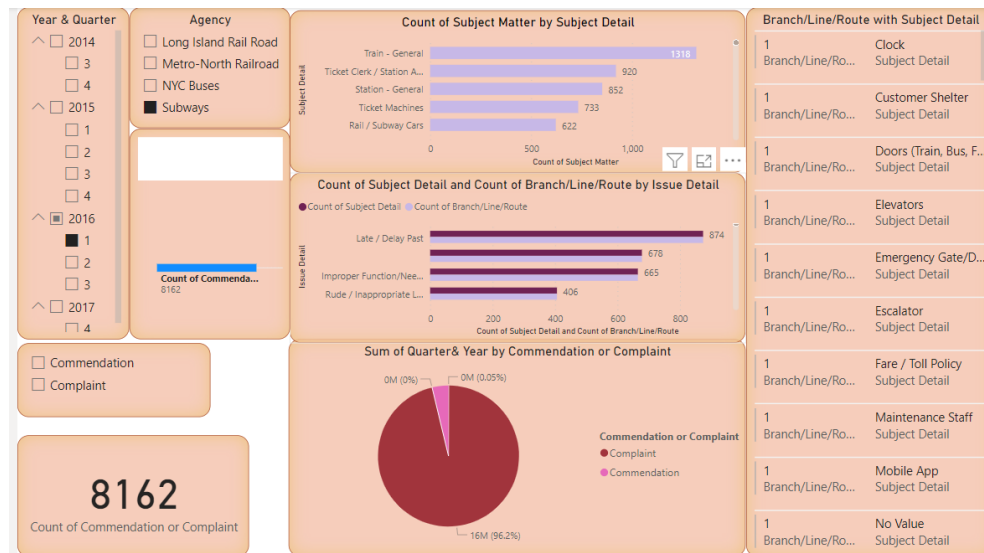 Year & Quarter
2014
3
4
2015
1
2
3
4
2016
1
2
3
2017
4
Agency
Long Island Rail Road
Metro-North Railroad
NYC Buses
Subways
Count of Commenda...
8162
Commendation
Complaint
8162
Count of Commendation or Complaint
Count of Subject Matter by Subject Detail
Subject Detail
Train - General
1318
Ticket Clerk / Station A...
920
Station - General
852
Ticket Machines
733
Rail / Subway Cars
622
0
500
1,000
Count of Subject Matter
Count of Subject Detail and Count of Branch/Line/Route by Issue Detail
Count of Subject Detail
Count of Branch/Line/Route
Issue Detail
Late / Delay Past
874
678
Improper Function/Nee...
665
Rude / Inappropriate L...
406
0
200
400
600
800
Count of Subject Detail and Count of Branch/Line/Route
Sum of Quarter& Year by Commendation or Complaint
0M (0%)
0M (0.05%)
16M (96.2%)
Commendation or Complaint
Complaint
Commendation
Branch/Line/Route with Subject Detail
1 Clock
Branch/Line/Ro... Subject Detail
1 Customer Shelter
Branch/Line/Ro... Subject Detail
1 Doors (Train, Bus, F...
Branch/Line/Ro... Subject Detail
1 Elevators
Branch/Line/Ro... Subject Detail
1 Emergency Gate/D...
Branch/Line/Ro... Subject Detail
1 Escalator
Branch/Line/Ro... Subject Detail
1 Fare / Toll Policy
Branch/Line/Ro... Subject Detail
1 Maintenance Staff
Branch/Line/Ro... Subject Detail
1 Mobile App
Branch/Line/Ro... Subject Detail
1 No Value
Branch/Line/Ro... Subject Detail